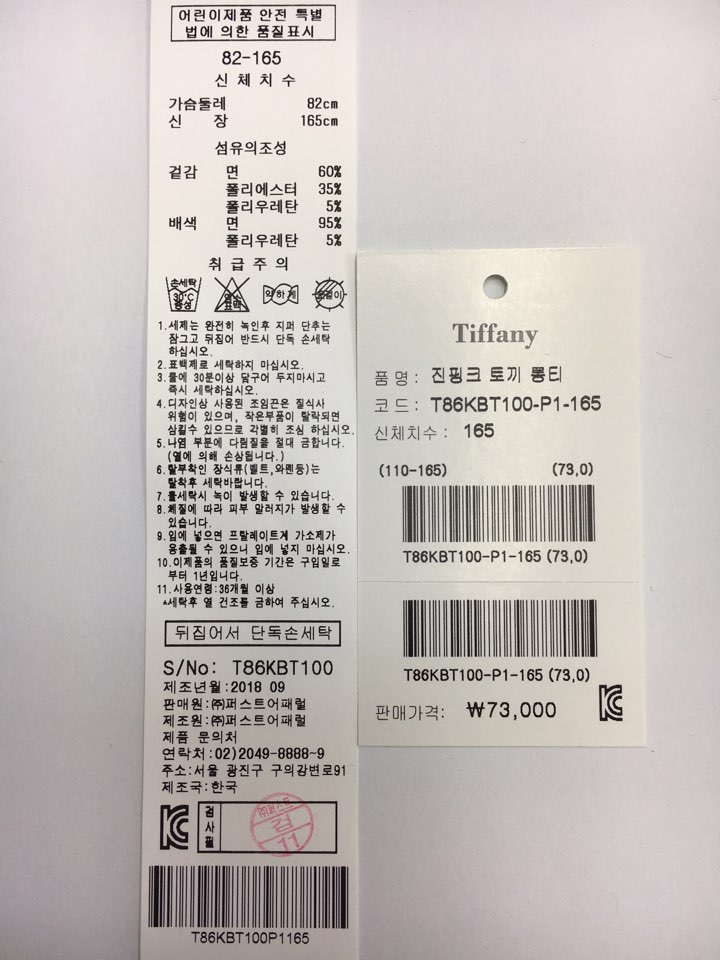 어린이제품 안전 특별
법에 의한 품질표시
82-165
신 체 치 수
가슴둘레 82cm
신 장 165cm
섬유의조성
겉감 면 60%
폴리에스터 35%
폴리우레탄 5%
배색 면 95%
폴리우레탄 5%
취 급 주 의
손세탁 30℃ 중성 염소 표백 약하게 옷걸이
1.세제는 완전히 녹인후 지퍼 단추는
잠그고 뒤집어 반드시 단독 손세탁
하십시오.
2.표백제로 세탁하지 마십시오.
3.물에 30분이상 담구어 두지마시고
즉시 세탁하십시오.
4.디자인상 사용된 조임끈은 질식사
위험이 있으며, 작은부품이 탈락되면
삼킬수 있으므로 각별히 조심 하십시오.
5.나염 부분에 다림질을 절대 금합니다.
(열에 의해 손상됩니다.)
6.탈부착인 장식류(벨트,와펜등)는
탈착후 세탁바랍니다.
7.물세탁시 녹이 발생할 수 있습니다.
8.체질에 따라 피부 말러지가 발생할 수
있습니다.
9.입에 넣으면 프탈레이트게 가소제가
용출될 수 있으니 입에 넣지 마십시오.
10.이제품의 품질보증 기간은 구입일로
부터 1년입니다.
11.사용연령:36개월 이상
*세탁후 열 건조를 금하여 주십시오.
뒤집어서 단독손세탁
S/No: T86KBT100
제조년월:2018 09
판매원:㈜퍼스트어패럴
제조원:㈜퍼스트어패럴
제품 문의처
연락처:02)2049-8888~9
주소:서울 광진구 구의강변로91
제조국:한국
KC 검사필 검 11
T86KBT100P1165
Tiffany
품 명: 진핑크 토끼 뽕티
코 드: T86KBT100-P1-165
신체치수: 165
(110-165) (73,0)
T86KBT100-P1-165 (73,0)
T86KBT100-P1-165 (73,0)
판매가격: ₩73,000 KC